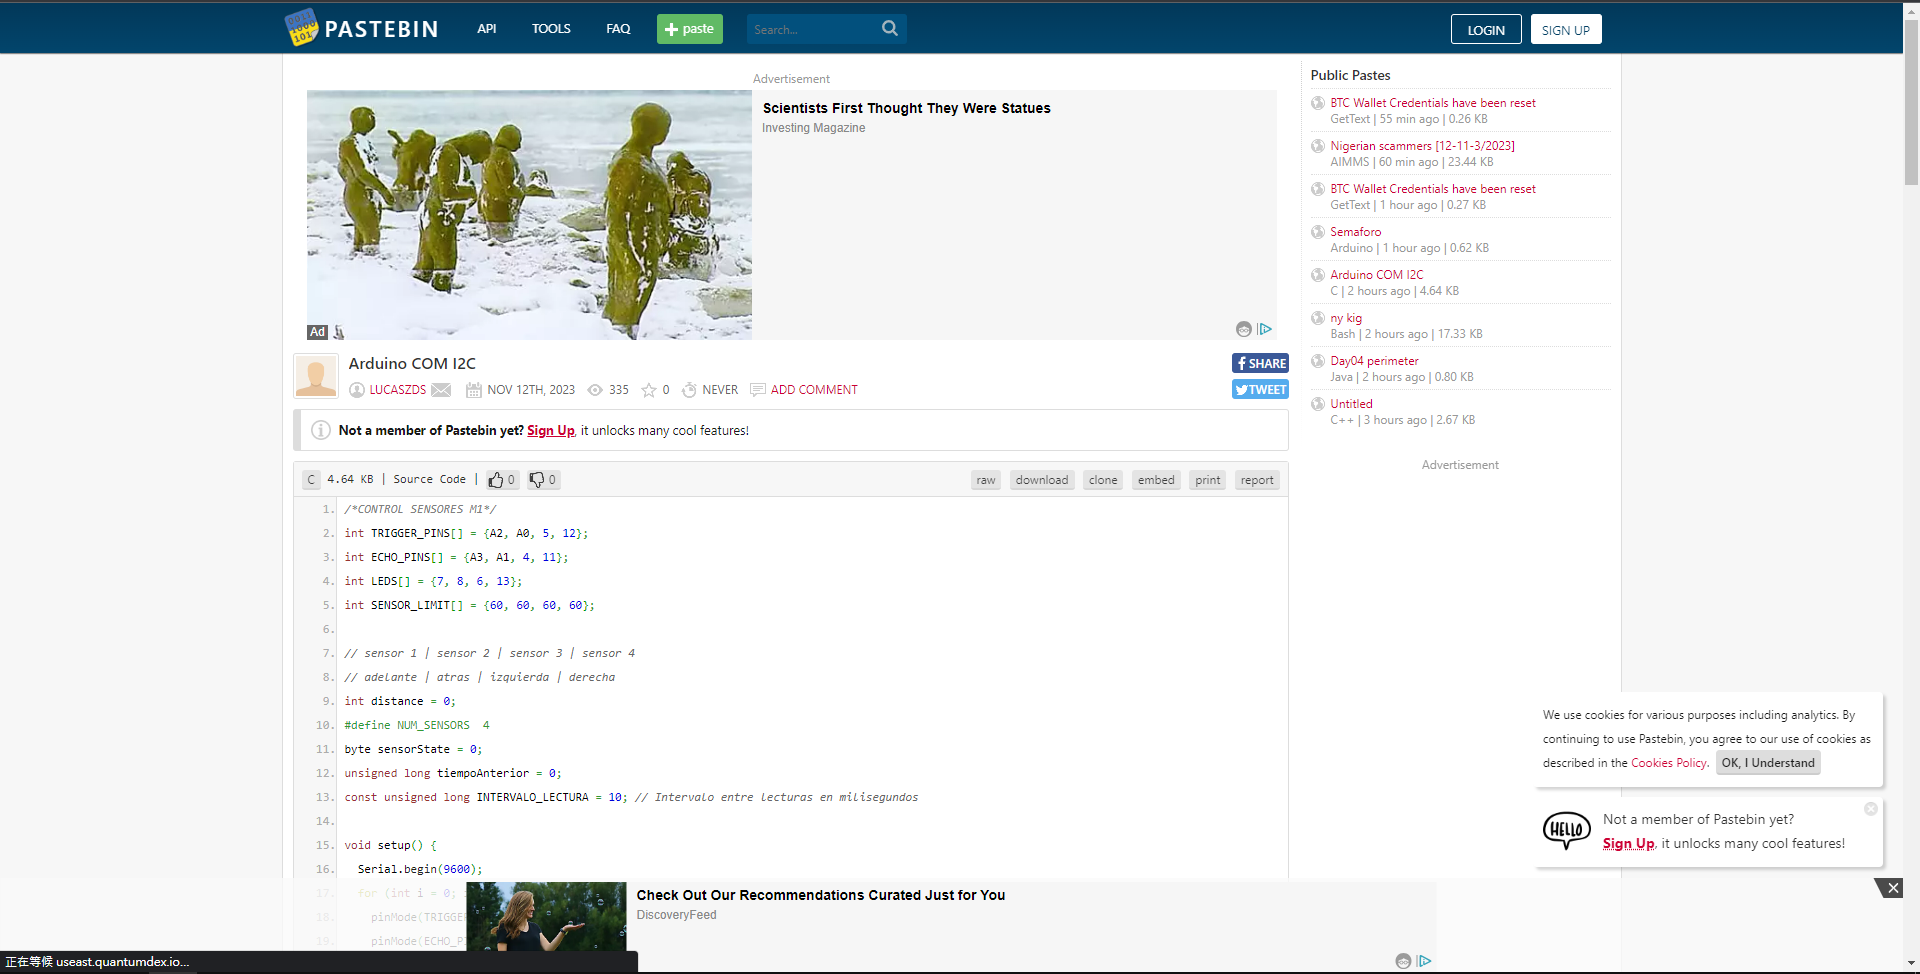 PASTEBIN
API TOOLS FAQ + paste Search... LOGIN SIGN UP
Advertisement
Scientists First Thought They Were Statues
Investing Magazine
Ad
Arduino COM I2C
LUCASZDS NOV 12TH, 2023 335 0 NEVER ADD COMMENT
SHARE
TWEET
Not a member of Pastebin yet? Sign Up, it unlocks many cool features!
C 4.64 KB | Source Code | 0 0 raw download clone embed print report
1. /*CONTROL SENSORES M1*/
2. int TRIGGER_PINS[] = {A2, A0, 5, 12};
3. int ECHO_PINS[] = {A3, A1, 4, 11};
4. int LEDS[] = {7, 8, 6, 13};
5. int SENSOR_LIMIT[] = {60, 60, 60, 60};
6.
7. // sensor 1 | sensor 2 | sensor 3 | sensor 4
8. // adelante | atras | izquierda | derecha
9. int distance = 0;
10. #define NUM_SENSORS  4
11. byte sensorState = 0;
12. unsigned long tiempoAnterior = 0;
13. const unsigned long INTERVALO_LECTURA = 10; // Intervalo entre lecturas en milisegundos
14.
15. void setup() {
16.   Serial.begin(9600);
17.   for (int i = 0;
18.     pinMode(TRIGGE
19.     pinMode(ECHO_P
Public Pastes
BTC Wallet Credentials have been reset
GetText | 55 min ago | 0.26 KB
Nigerian scammers [12-11-3/2023]
AIMMS | 60 min ago | 23.44 KB
BTC Wallet Credentials have been reset
GetText | 1 hour ago | 0.27 KB
Semaforo
Arduino | 1 hour ago | 0.62 KB
Arduino COM I2C
C | 2 hours ago | 4.64 KB
ny kig
Bash | 2 hours ago | 17.33 KB
Day04 perimeter
Java | 2 hours ago | 0.80 KB
Untitled
C++ | 3 hours ago | 2.67 KB
Advertisement
We use cookies for various purposes including analytics. By
continuing to use Pastebin, you agree to our use of cookies as
described in the Cookies Policy. OK, I Understand
HELLO
Not a member of Pastebin yet?
Sign Up, it unlocks many cool features!
Check Out Our Recommendations Curated Just for You
DiscoveryFeed
正在等候 useast.quantumdex.io...